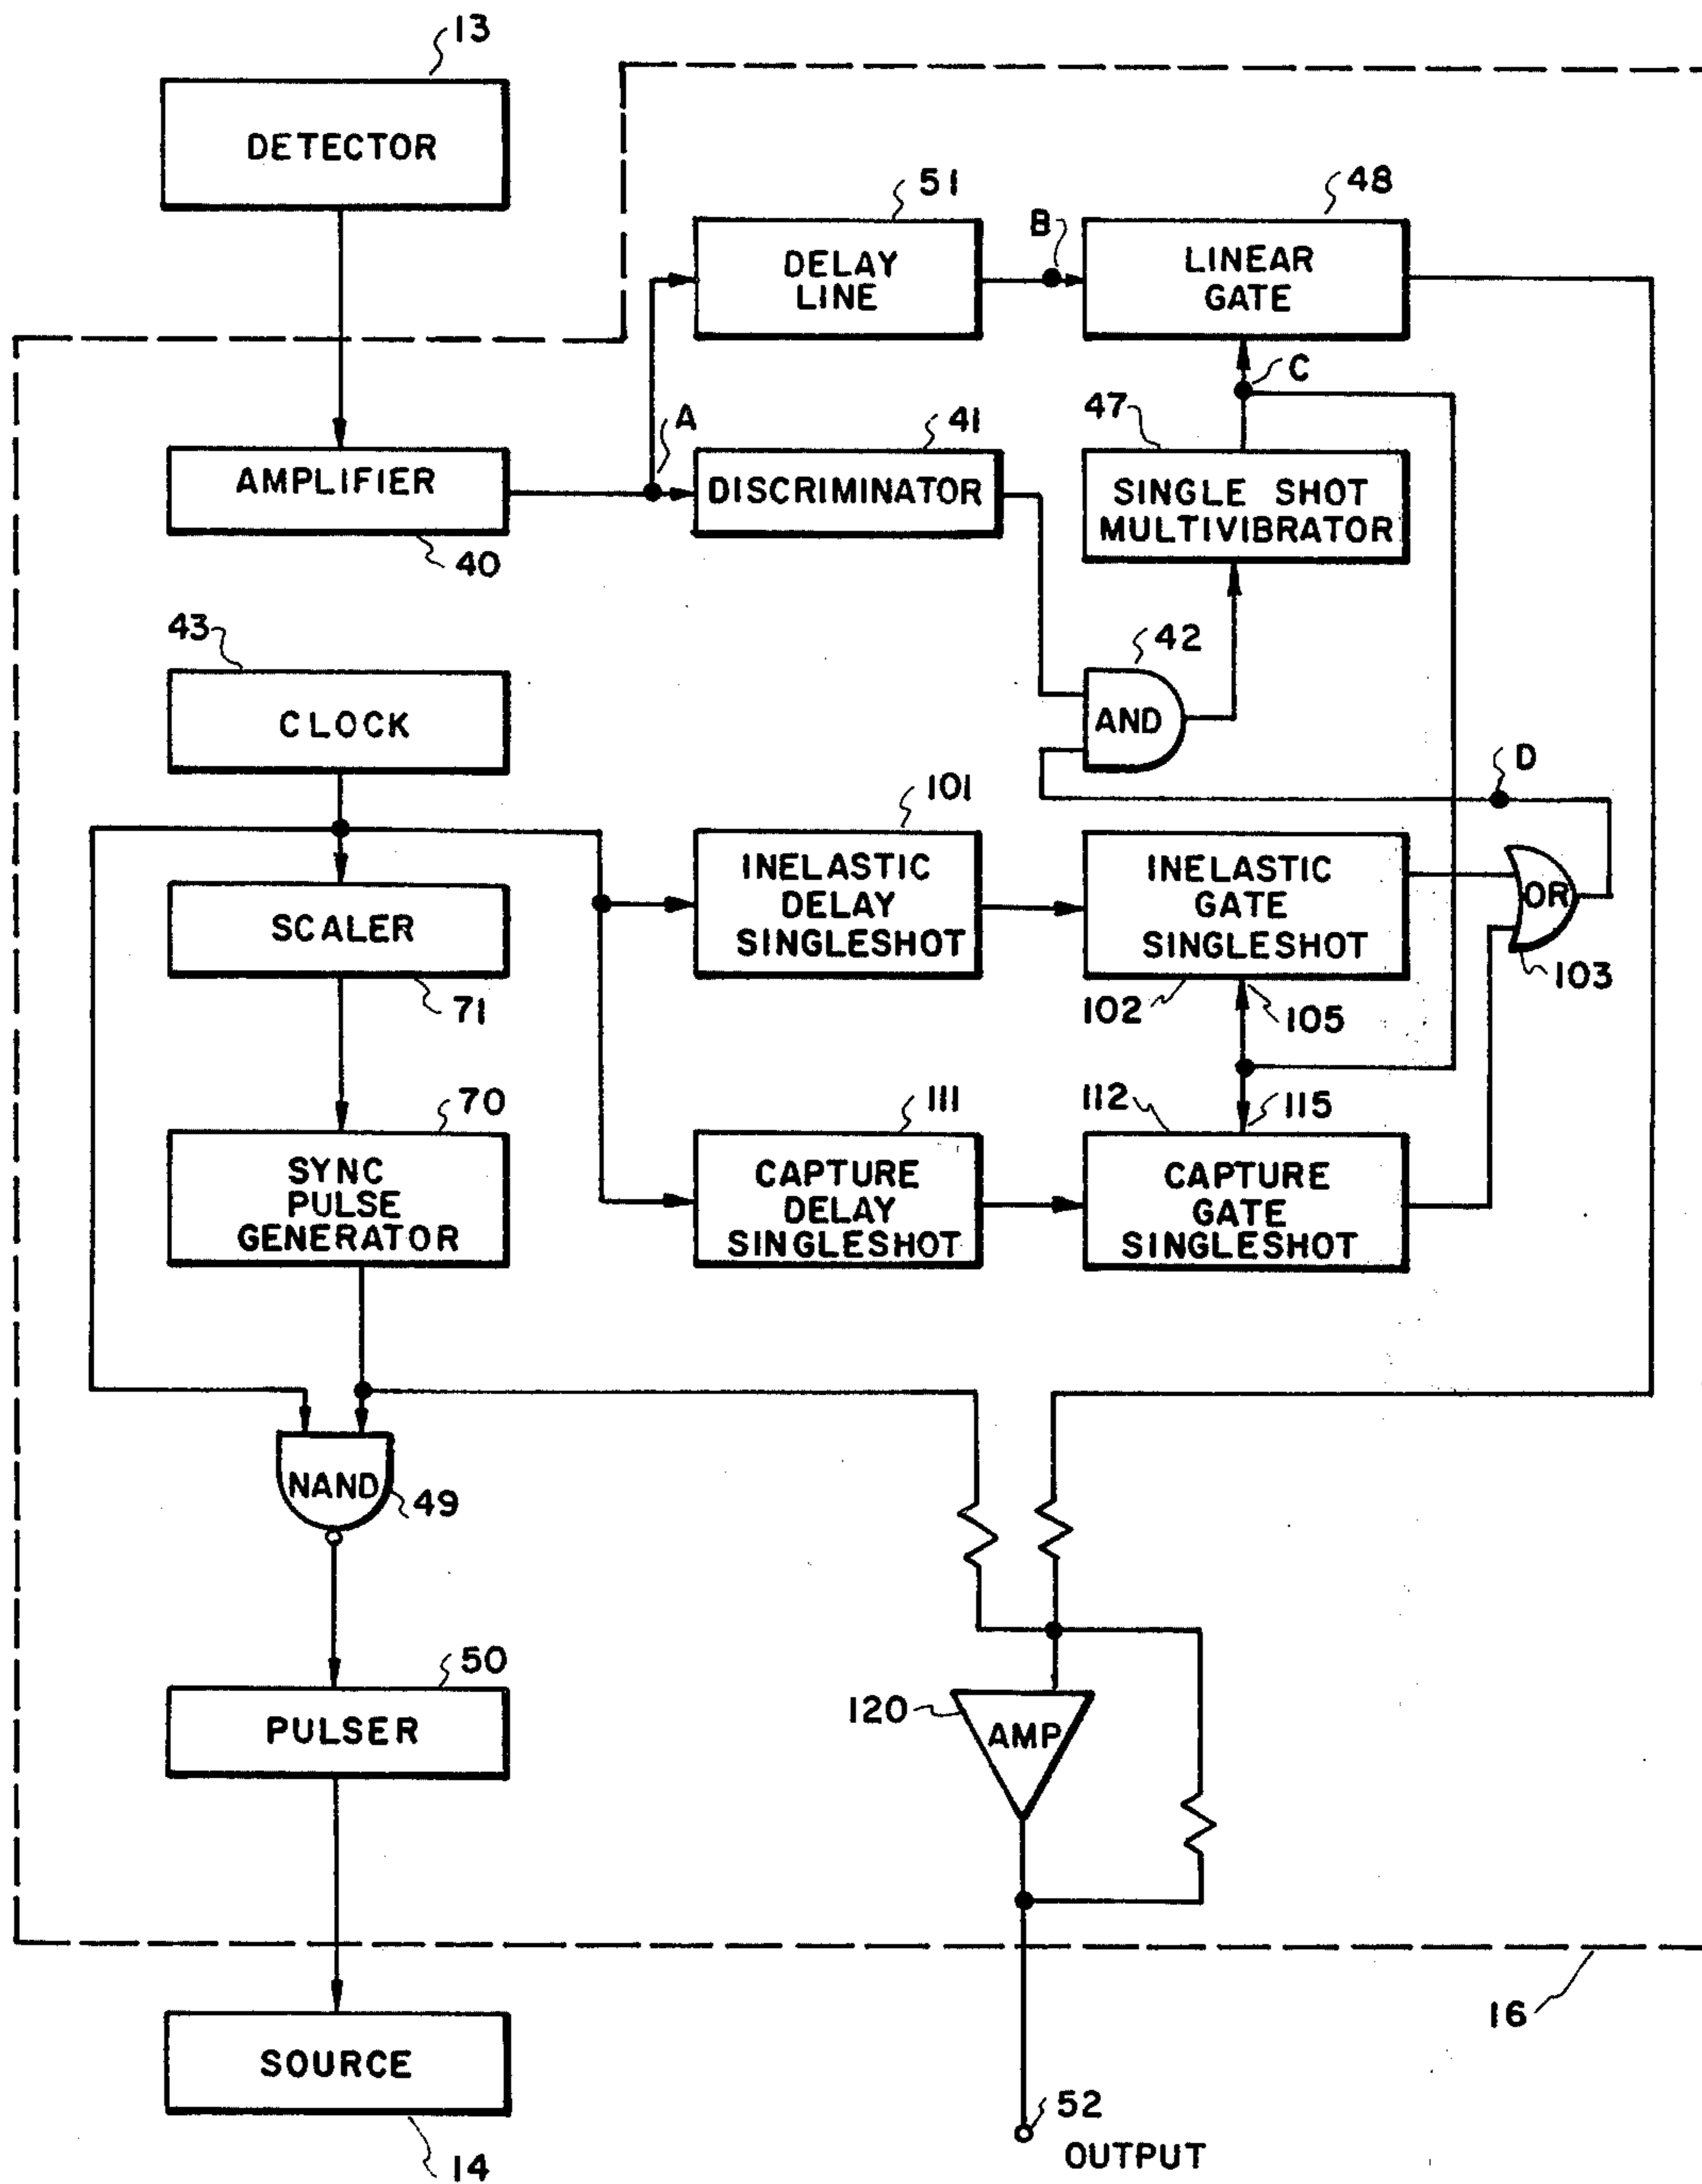 13
DETECTOR
51
48
B
DELAY
LINE
LINEAR
GATE
C
A
41
47
AMPLIFIER
DISCRIMINATOR
SINGLE SHOT
MULTIVIBRATOR
40
43
42
CLOCK
AND
D
101
INELASTIC
DELAY
SINGLESHOT
INELASTIC
GATE
SINGLESHOT
OR
SCALER
103
71
102
105
70
111
112
115
SYNC
PULSE
GENERATOR
CAPTURE
DELAY
SINGLESHOT
CAPTURE
GATE
SINGLESHOT
NAND
49
50
PULSER
120
AMP
16
SOURCE
52
OUTPUT
14